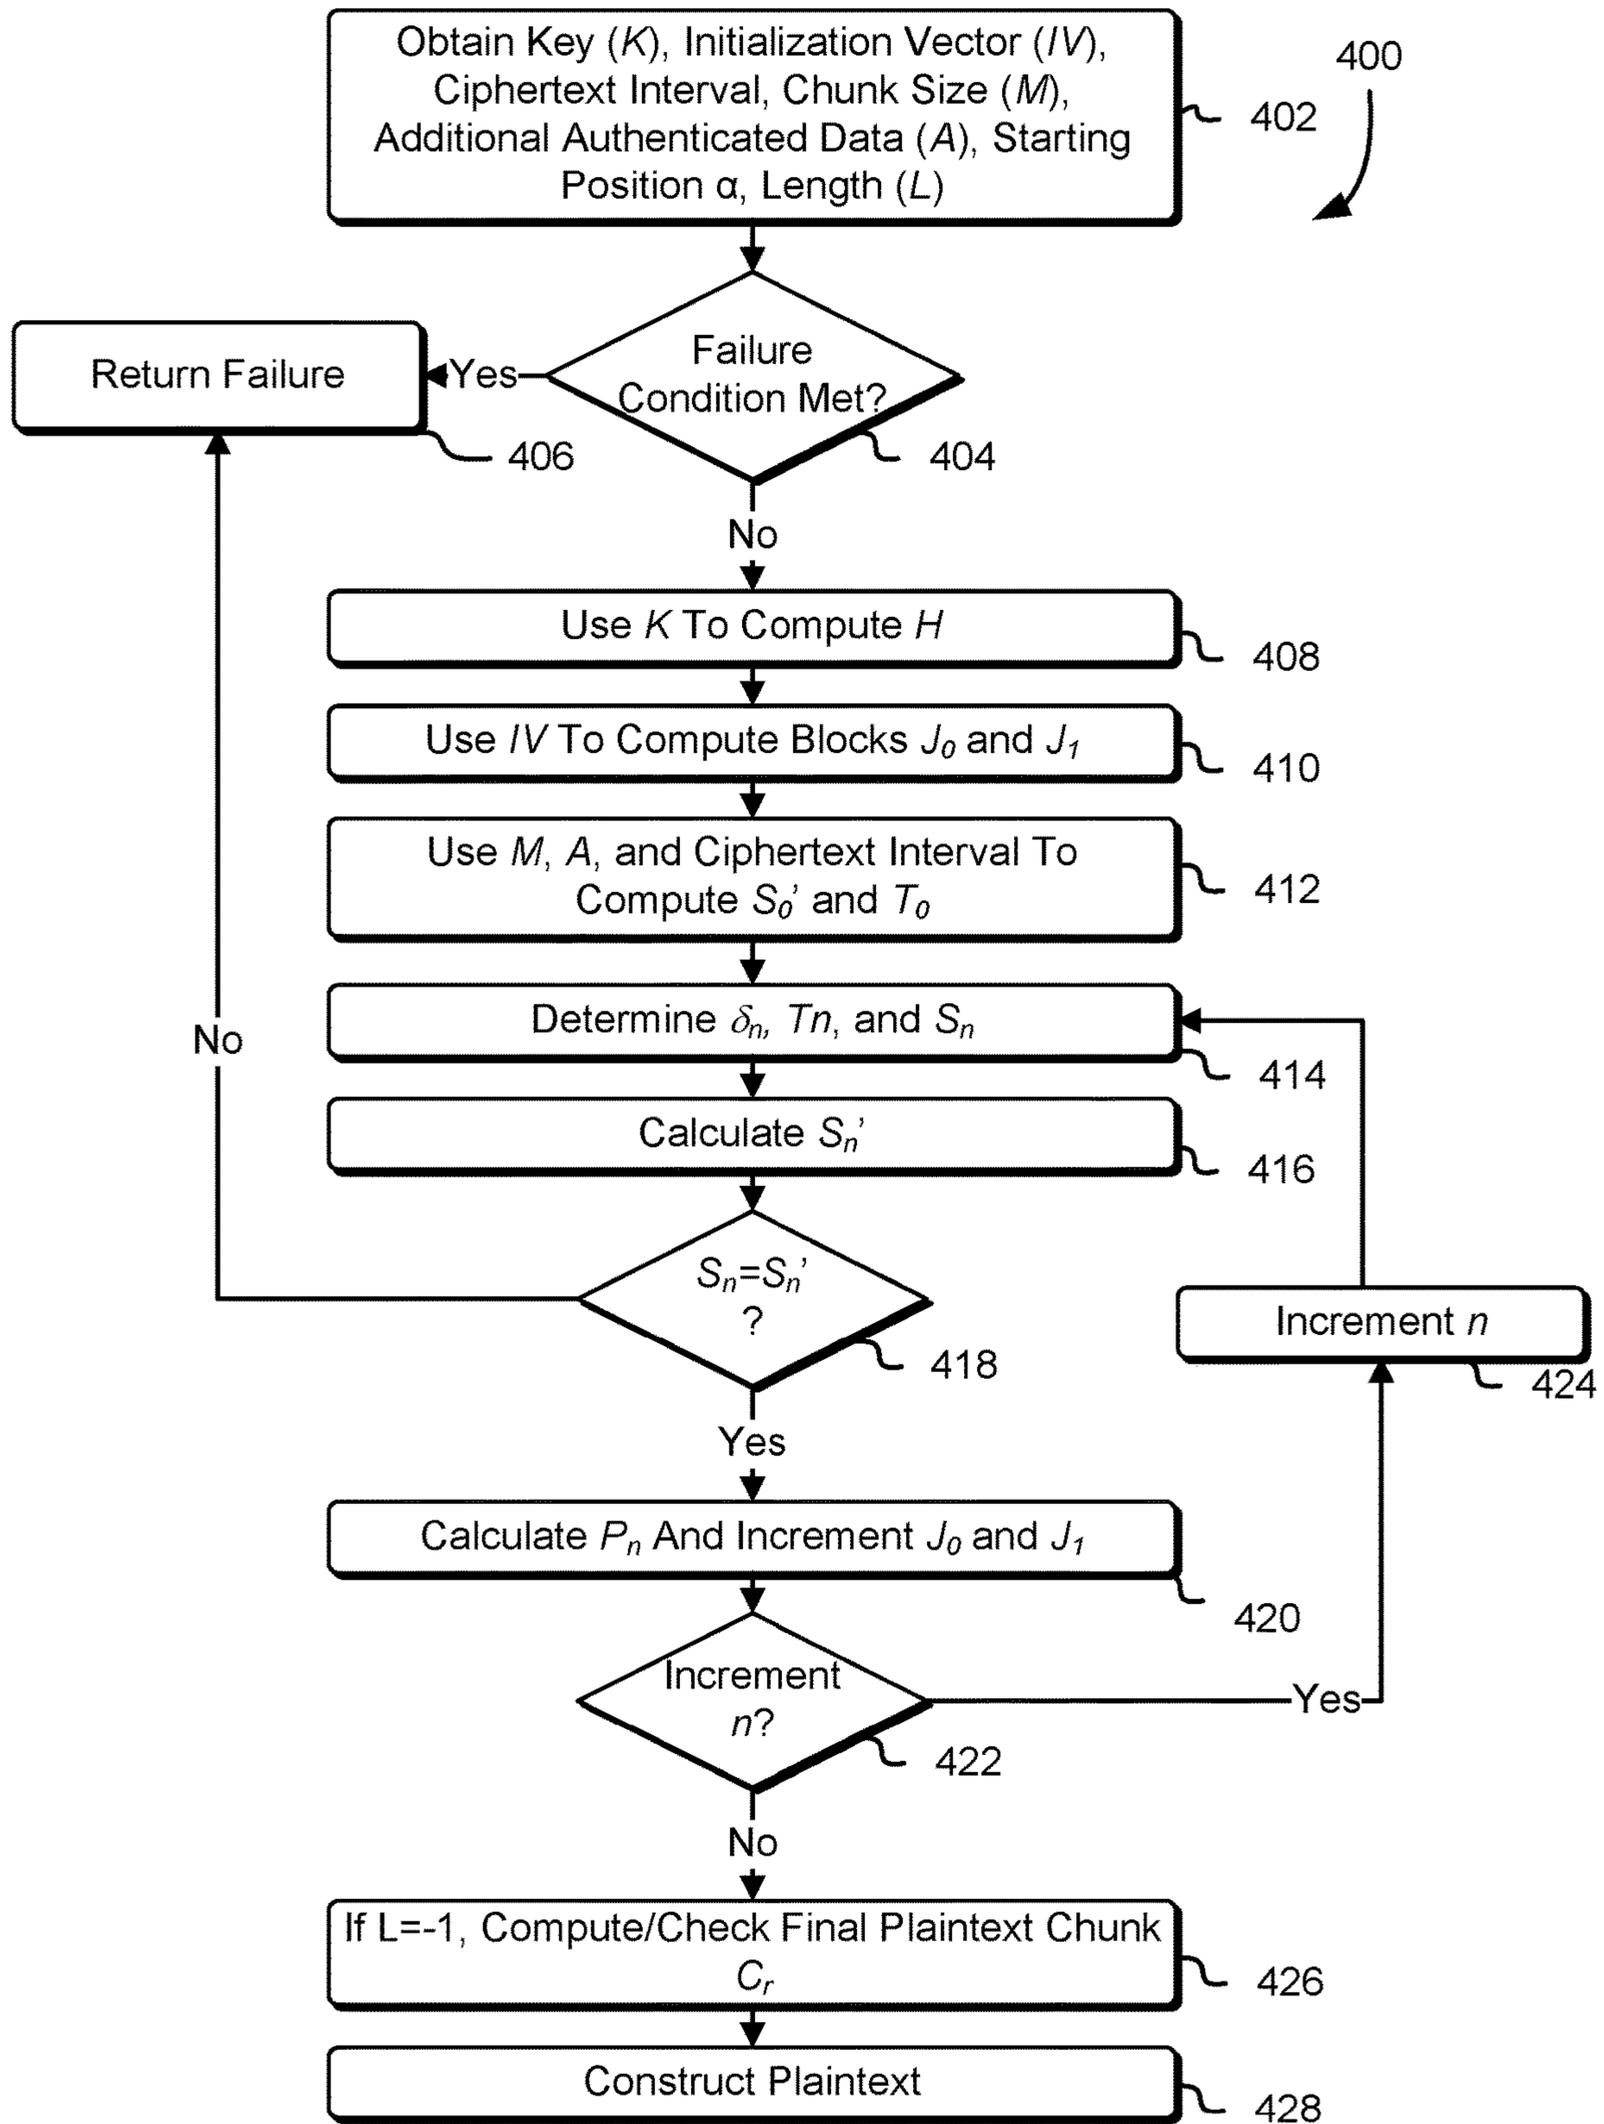 Obtain Key (K), Initialization Vector (IV),
Ciphertext Interval, Chunk Size (M),
Additional Authenticated Data (A), Starting
Position α, Length (L)
400
402
Failure
Condition Met?
Yes
Return Failure
406
404
No
Use K To Compute H
408
Use IV To Compute Blocks J₀ and J₁
410
Use M, A, and Ciphertext Interval To
Compute S₀’ and T₀
412
Determine δₙ, Tn, and Sₙ
414
No
Calculate Sₙ’
416
Sₙ=Sₙ’
?
418
Increment n
424
Yes
Calculate Pₙ And Increment J₀ and J₁
420
Increment
n?
Yes
422
No
If L=-1, Compute/Check Final Plaintext Chunk
Cᵣ
426
Construct Plaintext
428